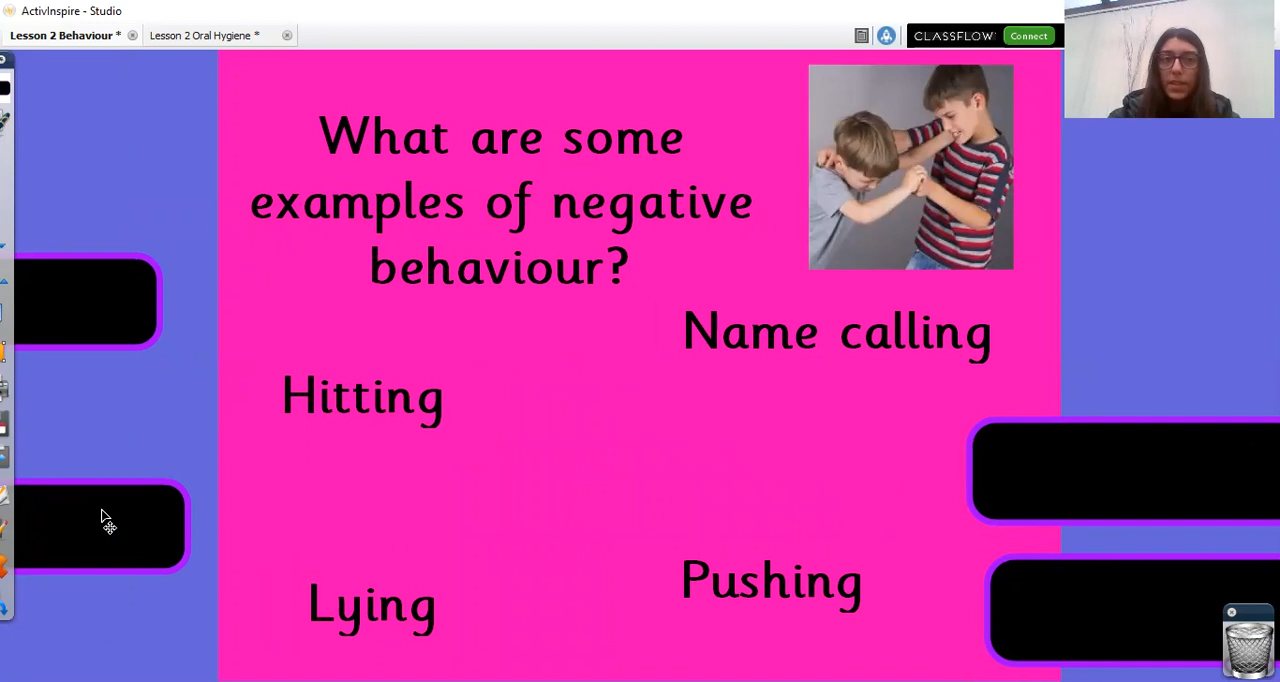 ActivInspire - Studio
Lesson 2 Behaviour *
Lesson 2 Oral Hygiene *
CLASSFLOW
Connect
What are some
examples of negative
behaviour?
Name calling
Hitting
Pushing
Lying